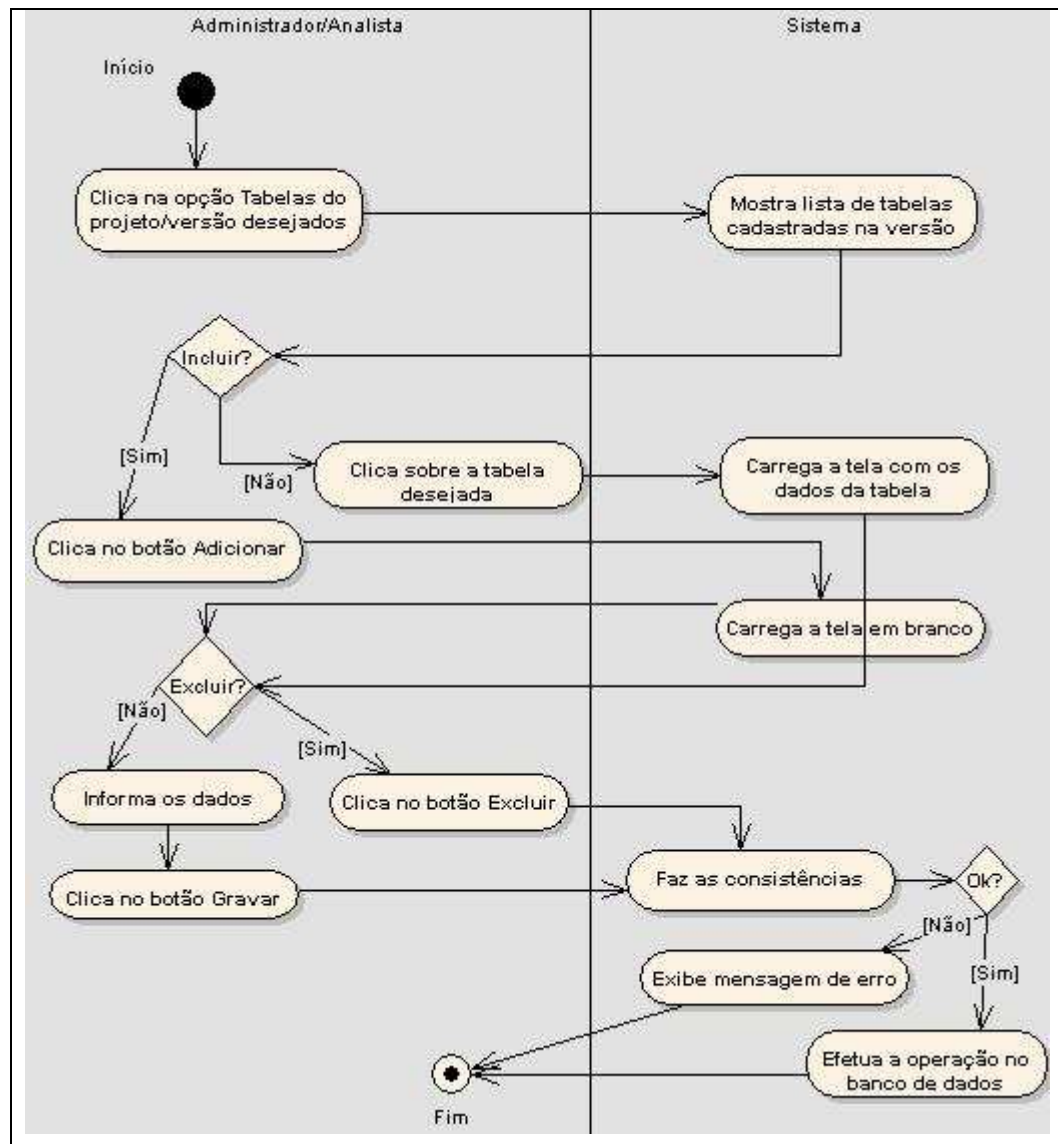 Administrador/Analista
Sistema
Início
Clica na opção Tabelas do
projeto/versão desejados
Mostra lista de tabelas
cadastradas na versão
Incluir?
[Sim]
[Não]
Clica sobre a tabela
desejada
Carrega a tela com os
dados da tabela
Clica no botão Adicionar
Carrega a tela em branco
Excluir?
[Não]
[Sim]
Informa os dados
Clica no botão Excluir
Faz as consistências
Ok?
Clica no botão Gravar
[Não]
Exibe mensagem de erro
[Sim]
Efetua a operação no
banco de dados
Fim